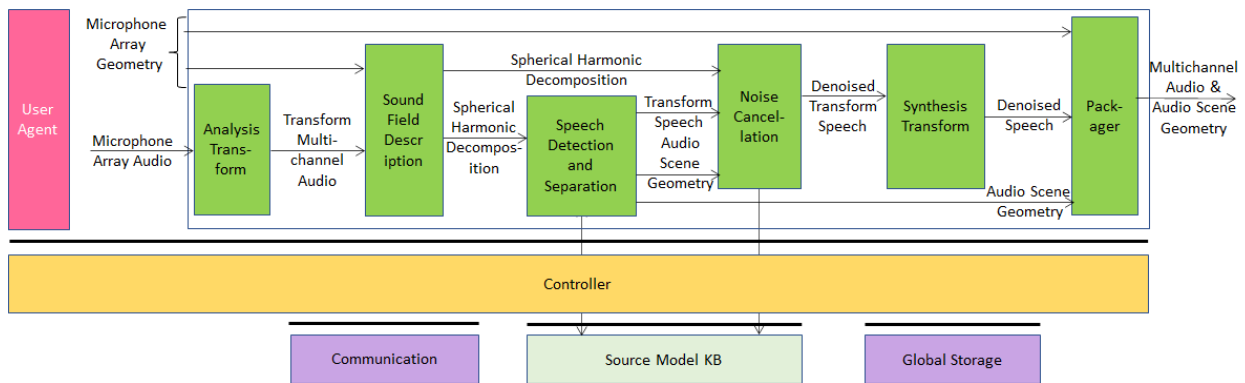 User
Agent
Microphone
Array
Geometry
Microphone
Array Audio
Analysis
Trans-
form
Transform
Multi-
channel
Audio
Sound
Field
Descr
iption
Spherical Harmonic
Decomposition
Spherical
Harmonic
Decompos-
ition
Speech
Detection
and
Separation
Transform
Speech
Audio
Scene
Geometry
Noise
Cancel-
lation
Denoised
Transform
Speech
Synthesis
Transform
Denoised
Speech
Audio Scene
Geometry
Pack-
ager
Multichannel
Audio &
Audio Scene
Geometry
Controller
Communication
Source Model KB
Global Storage